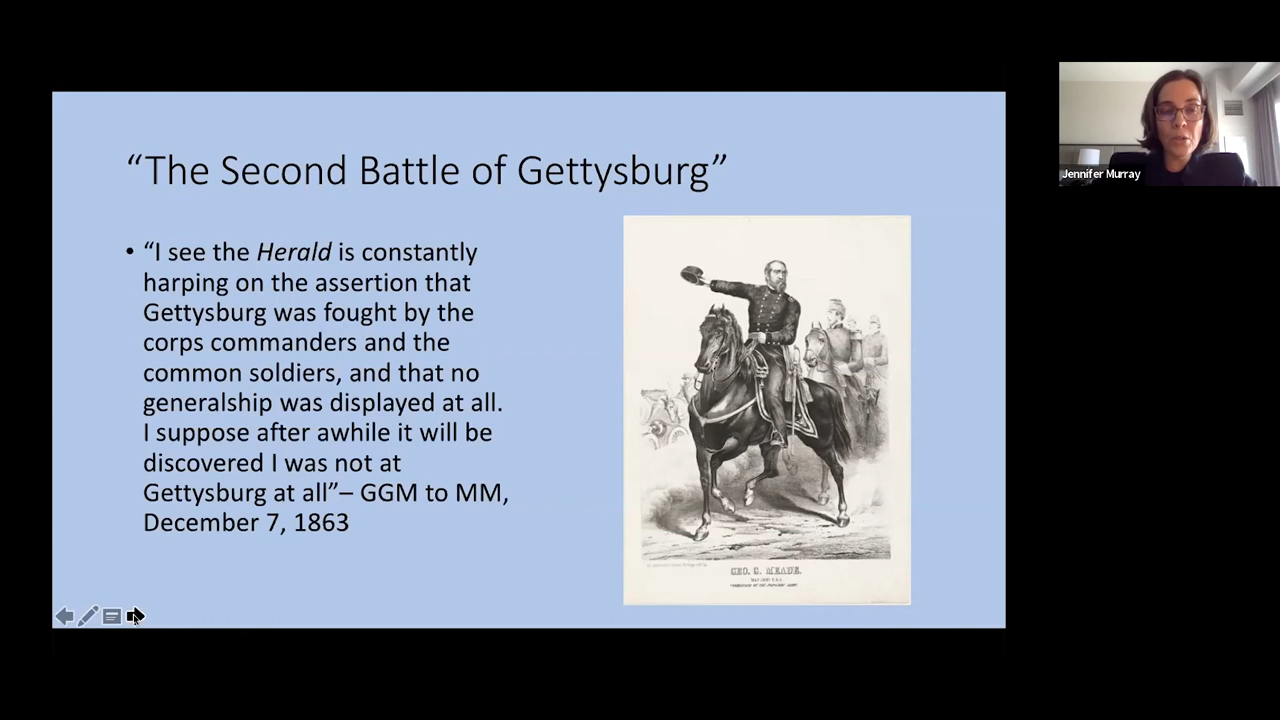 “The Second Battle of Gettysburg”
• “I see the Herald is constantly
harping on the assertion that
Gettysburg was fought by the
corps commanders and the
common soldiers, and that no
generalship was displayed at all.
I suppose after awhile it will be
discovered I was not at
Gettysburg at all”– GGM to MM,
December 7, 1863
GEO. G. MEADE.
Jennifer Murray